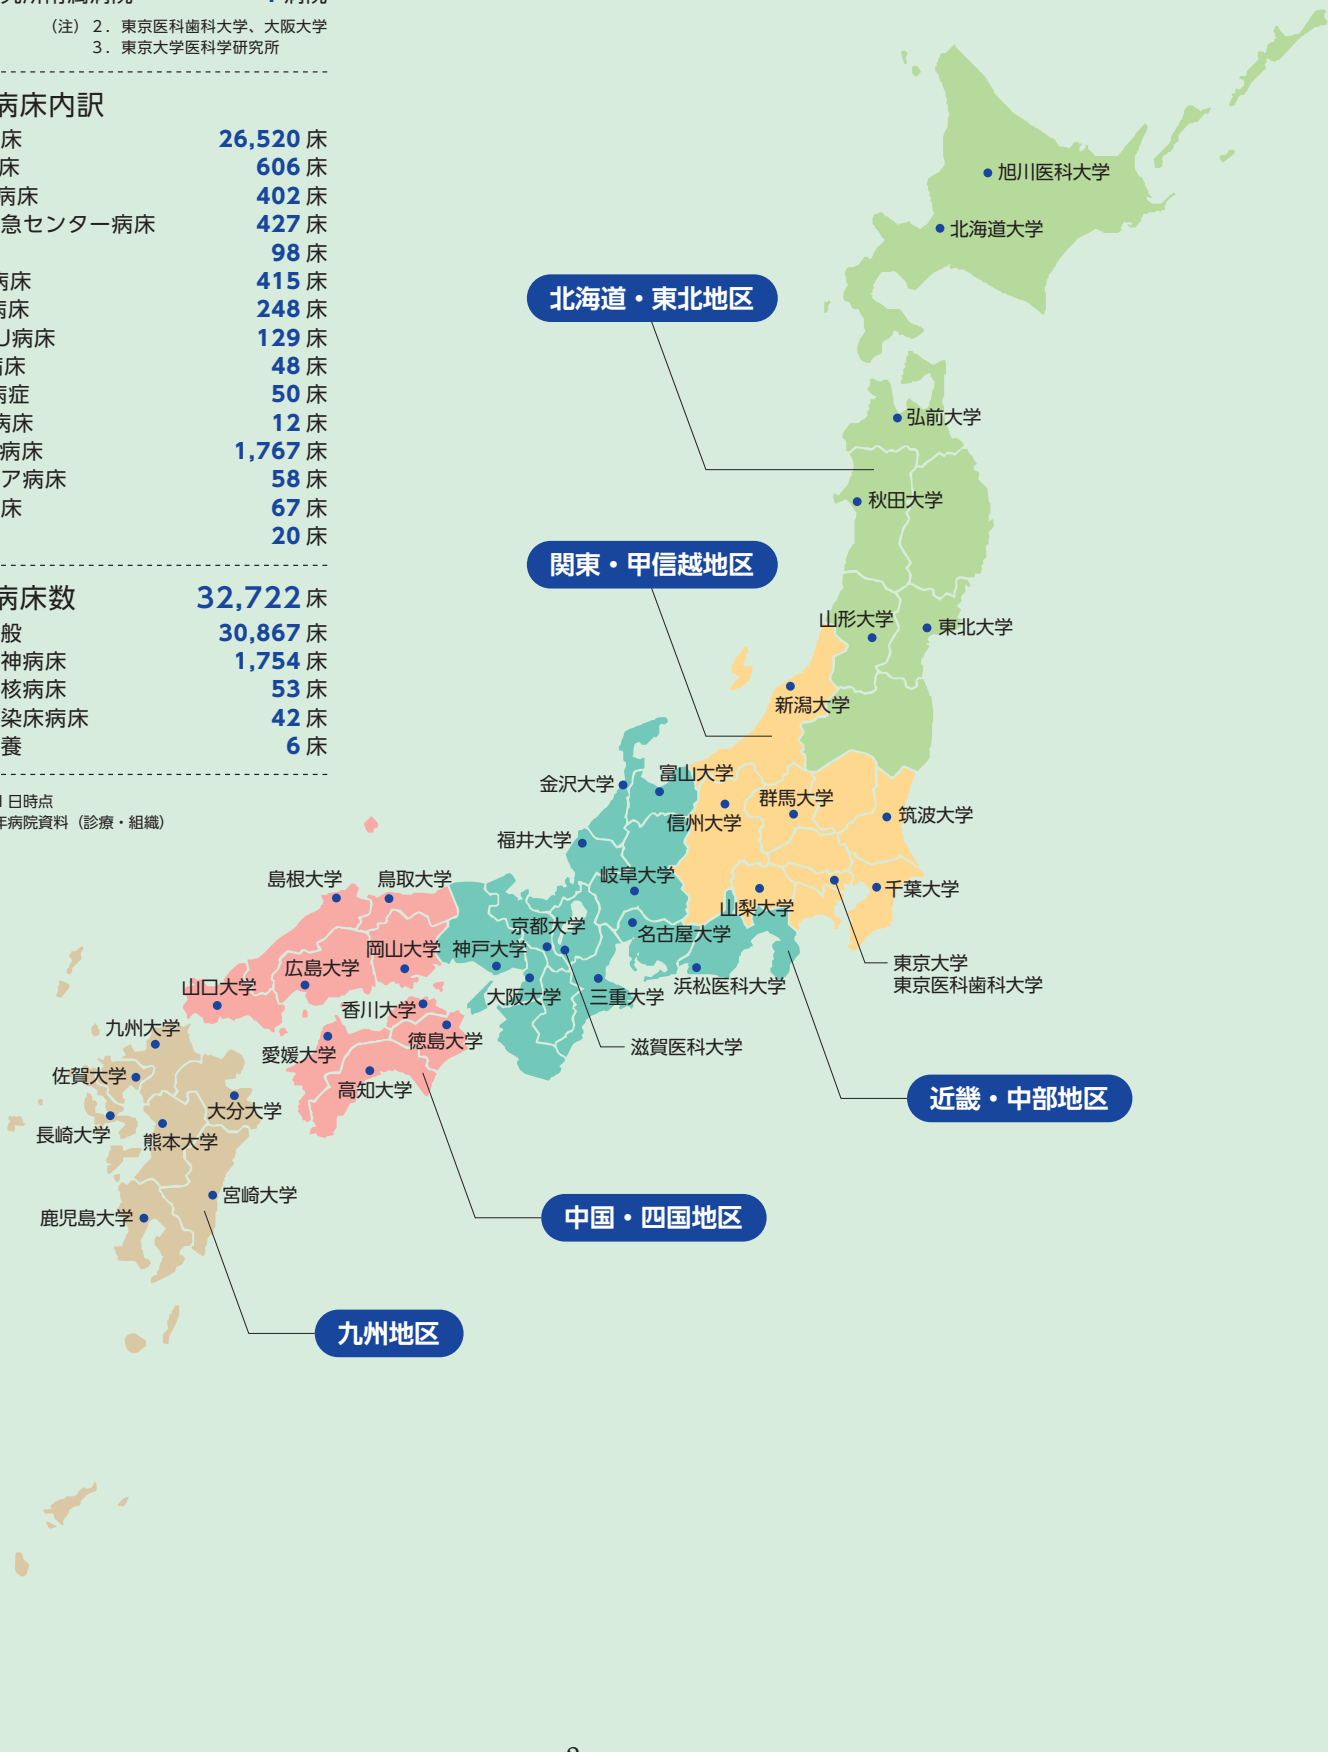 （注）2．東京医科歯科大学、大阪大学
3．東京大学医科学研究所
病床内訳
床 26,520 床
床 606 床
病床 402 床
急センター病床 427 床
98 床
病床 415 床
病床 248 床
U病床 129 床
病床 48 床
病症 50 床
病床 12 床
病床 1,767 床
ア病床 58 床
床 67 床
20 床
病床数 32,722 床
般 30,867 床
神病床 1,754 床
核病床 53 床
染床病床 42 床
養 6 床
日時点
年病院資料（診療・組織）
旭川医科大学
北海道大学
北海道・東北地区
弘前大学
秋田大学
関東・甲信越地区
山形大学
東北大学
新潟大学
富山大学
金沢大学
群馬大学
信州大学
筑波大学
福井大学
岐阜大学
島根大学
鳥取大学
千葉大学
山梨大学
京都大学
名古屋大学
岡山大学
神戸大学
東京大学
東京医科歯科大学
広島大学
山口大学
浜松医科大学
大阪大学
三重大学
香川大学
九州大学
徳島大学
滋賀医科大学
愛媛大学
佐賀大学
高知大学
近畿・中部地区
大分大学
長崎大学
熊本大学
宮崎大学
鹿児島大学
中国・四国地区
九州地区